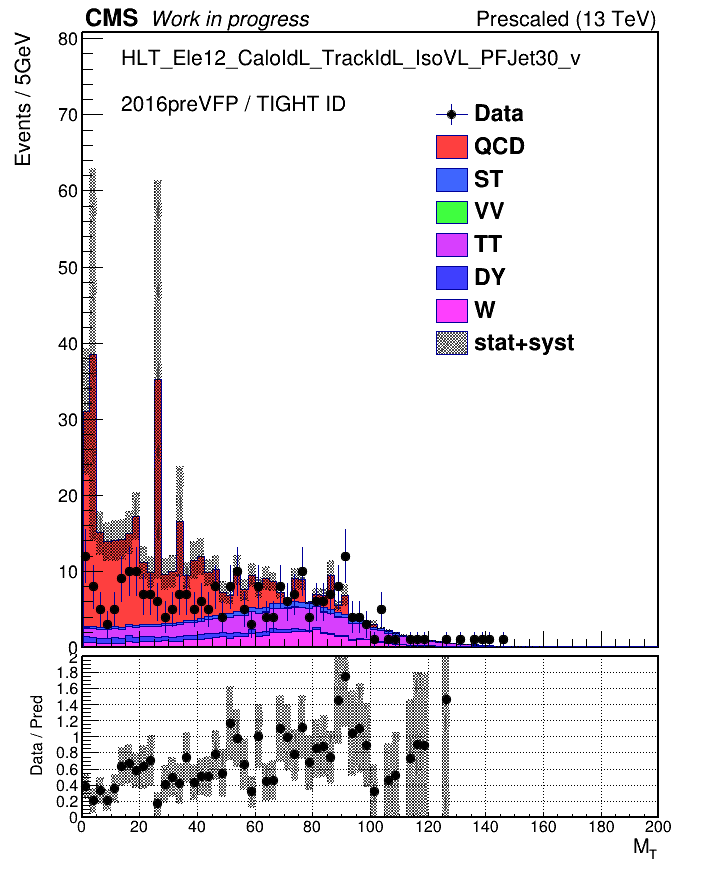 CMS Work in progress Prescaled (13 TeV)
Events / 5GeV
80
70
60
50
40
30
20
10
0
HLT_Ele12_CaloIdL_TrackIdL_IsoVL_PFJet30_v
2016preVFP / TIGHT ID
Data
QCD
ST
VV
TT
DY
W
stat+syst
Data / Pred
2
1.8
1.6
1.4
1.2
1
0.8
0.6
0.4
0.2
0
0 20 40 60 80 100 120 140 160 180 200
M_T